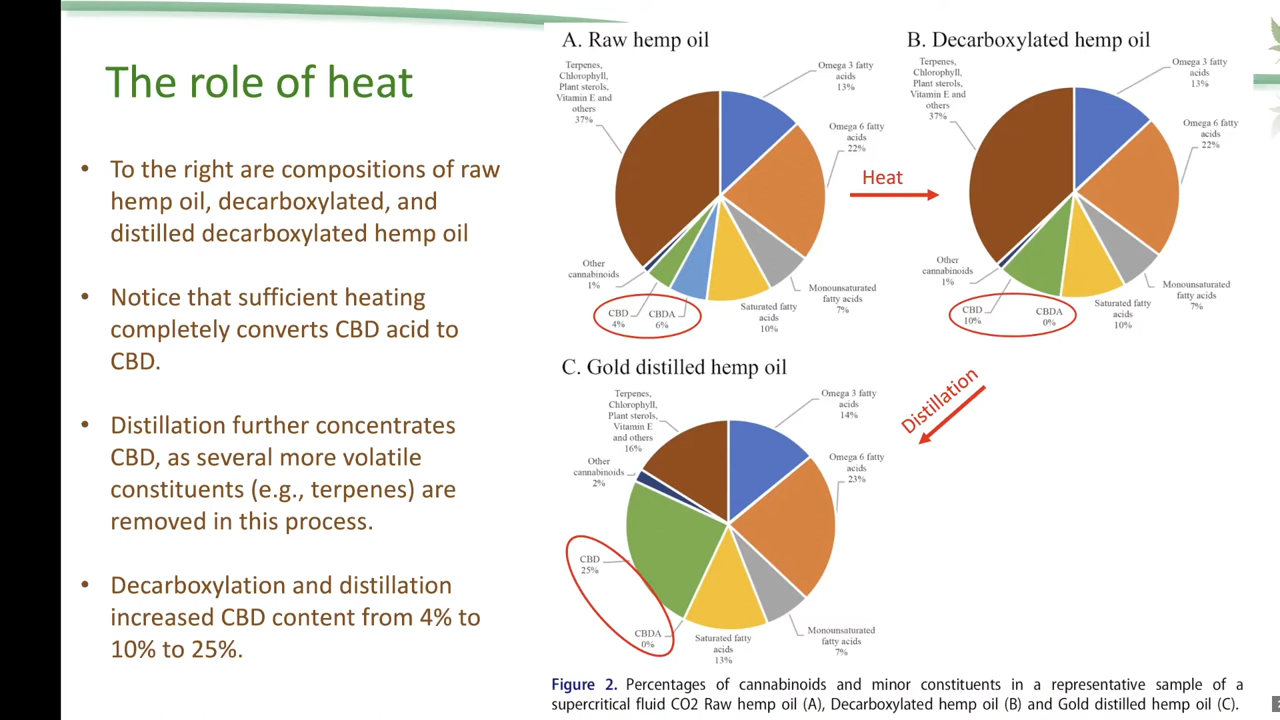 The role of heat
• To the right are compositions of raw
hemp oil, decarboxylated, and
distilled decarboxylated hemp oil
• Notice that sufficient heating
completely converts CBD acid to
CBD.
• Distillation further concentrates
CBD, as several more volatile
constituents (e.g., terpenes) are
removed in this process.
• Decarboxylation and distillation
increased CBD content from 4% to
10% to 25%.
A. Raw hemp oil
Terpenes,
Chlorophyll,
Plant sterols,
Vitamin E and
others
37%
Omega 3 fatty
acids
13%
Omega 6 fatty
acids
22%
Monounsaturated
fatty acids
7%
Saturated fatty
acids
10%
CBDA
6%
CBD
4%
Other
cannabinoids
1%
Heat
B. Decarboxylated hemp oil
Terpenes,
Chlorophyll,
Plant sterols,
Vitamin E and
others
37%
Omega 3 fatty
acids
13%
Omega 6 fatty
acids
22%
Monounsaturated
fatty acids
7%
Saturated fatty
acids
10%
CBDA
0%
CBD
10%
Other
cannabinoids
1%
Distillation
C. Gold distilled hemp oil
Terpenes,
Chlorophyll,
Plant sterols,
Vitamin E
and others
16%
Omega 3 fatty
acids
14%
Omega 6 fatty
acids
23%
Monounsaturated
fatty acids
7%
Saturated fatty
acids
13%
CBDA
0%
CBD
25%
Other
cannabinoids
2%
Figure 2. Percentages of cannabinoids and minor constituents in a representative sample of a
supercritical fluid CO2 Raw hemp oil (A), Decarboxylated hemp oil (B) and Gold distilled hemp oil (C).